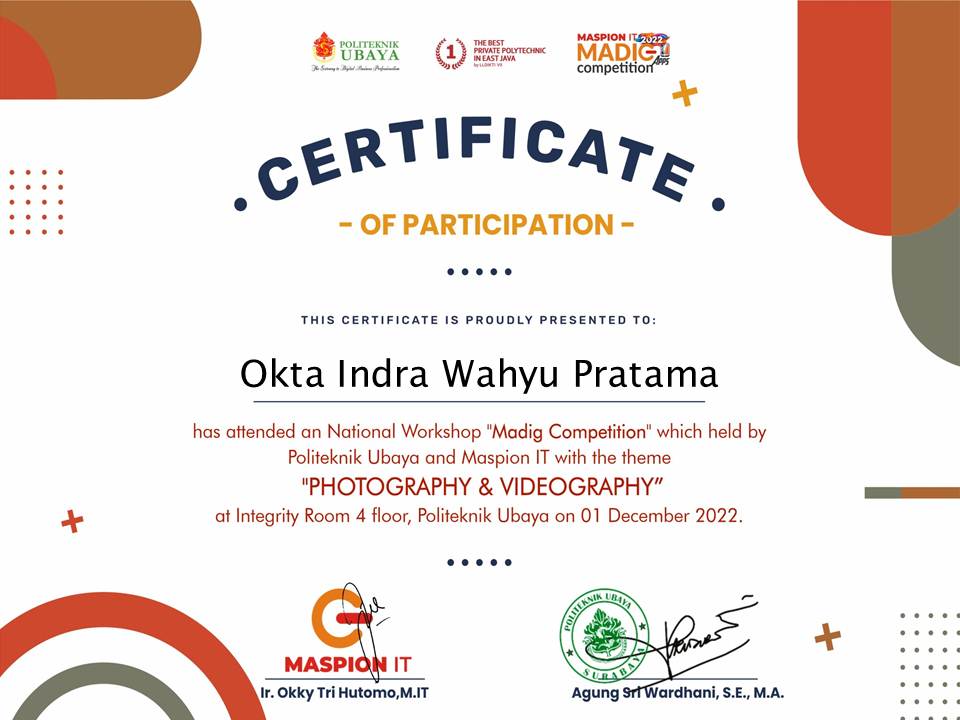 POLITEKNIK
UBAYA
The Gateway to Digital Business Professionalism
1
THE BEST
PRIVATE POLYTECHNIC
IN EAST JAVA
by LLDIKTI VII
MASPION IT 2022
MADIG APPS
competition
CERTIFICATE
- OF PARTICIPATION -
THIS CERTIFICATE IS PROUDLY PRESENTED TO:
Okta Indra Wahyu Pratama
has attended an National Workshop "Madig Competition" which held by
Politeknik Ubaya and Maspion IT with the theme
"PHOTOGRAPHY & VIDEOGRAPHY”
at Integrity Room 4 floor, Politeknik Ubaya on 01 December 2022.
MASPION IT
Ir. Okky Tri Hutomo,M.IT
POLITEKNIK UBAYA
SURABAYA
Agung Sri Wardhani, S.E., M.A.